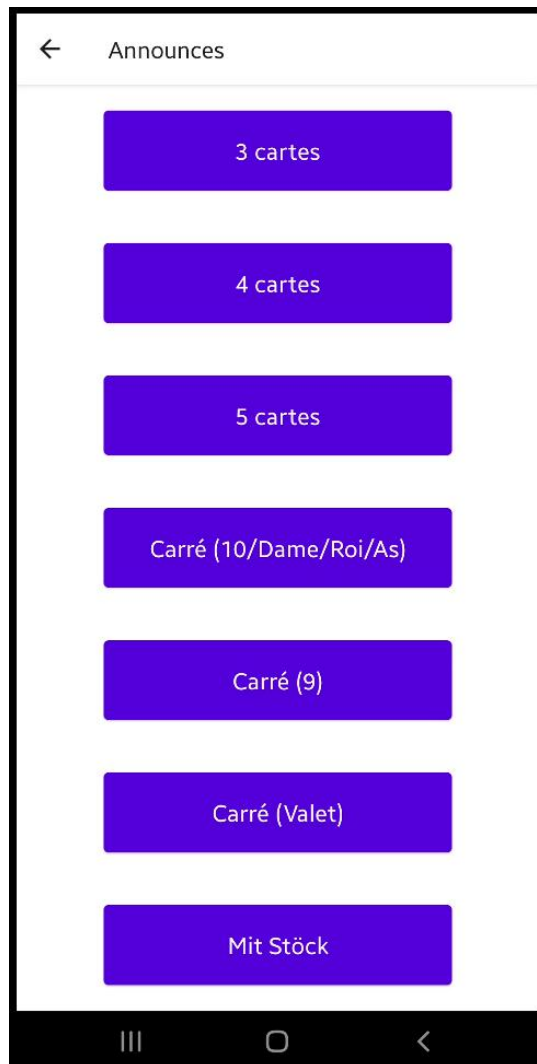 Announces
3 cartes
4 cartes
5 cartes
Carré (10/Dame/Roi/As)
Carré (9)
Carré (Valet)
Mit Stöck